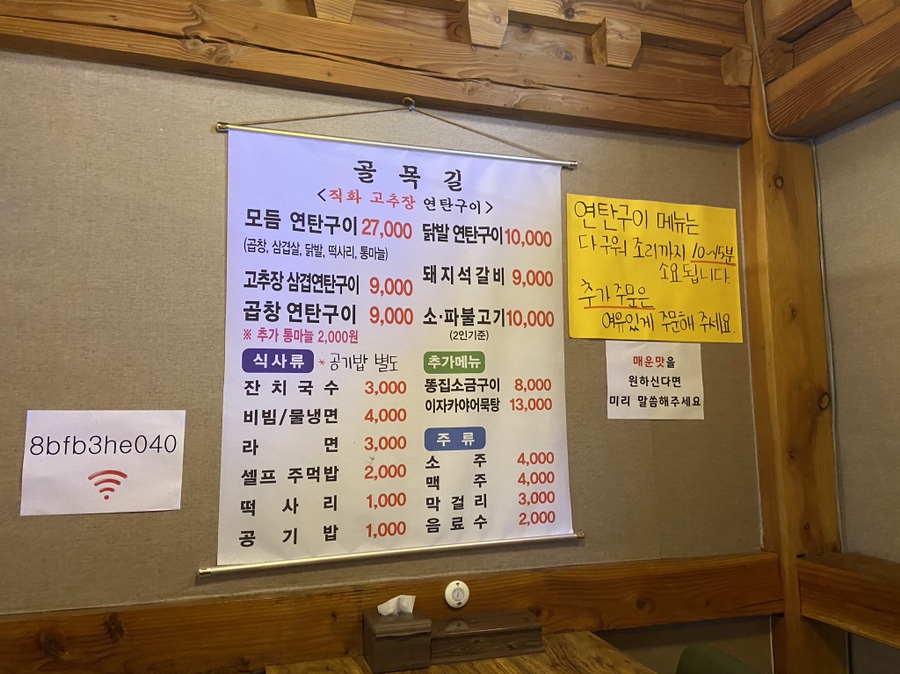 골목길
<직화 고추장 연탄구이>
모듬 연탄구이 27,000
(곱창, 삼겹살, 닭발, 떡사리, 통마늘)
고추장 삼겹연탄구이 9,000
곱창 연탄구이 9,000
※ 추가 통마늘 2,000원
닭발 연탄구이 10,000
돼지석갈비 9,000
소·파불고기 10,000
(2인기준)
식사류 * 공기밥 별도
잔치국수 3,000
비빔/물냉면 4,000
라면 3,000
셀프 주먹밥 2,000
떡사리 1,000
공기밥 1,000
추가메뉴
똥집소금구이 8,000
이자카야어묵탕 13,000
주류
소주 4,000
맥주 4,000
막걸리 3,000
음료수 2,000
연탄구이 메뉴는
다 구워 조리까지 10~15분
소요됩니다.
추가주문은
여유있게 주문해 주세요.
매운맛을
원하신다면
미리 말씀해주세요
8bfb3he040